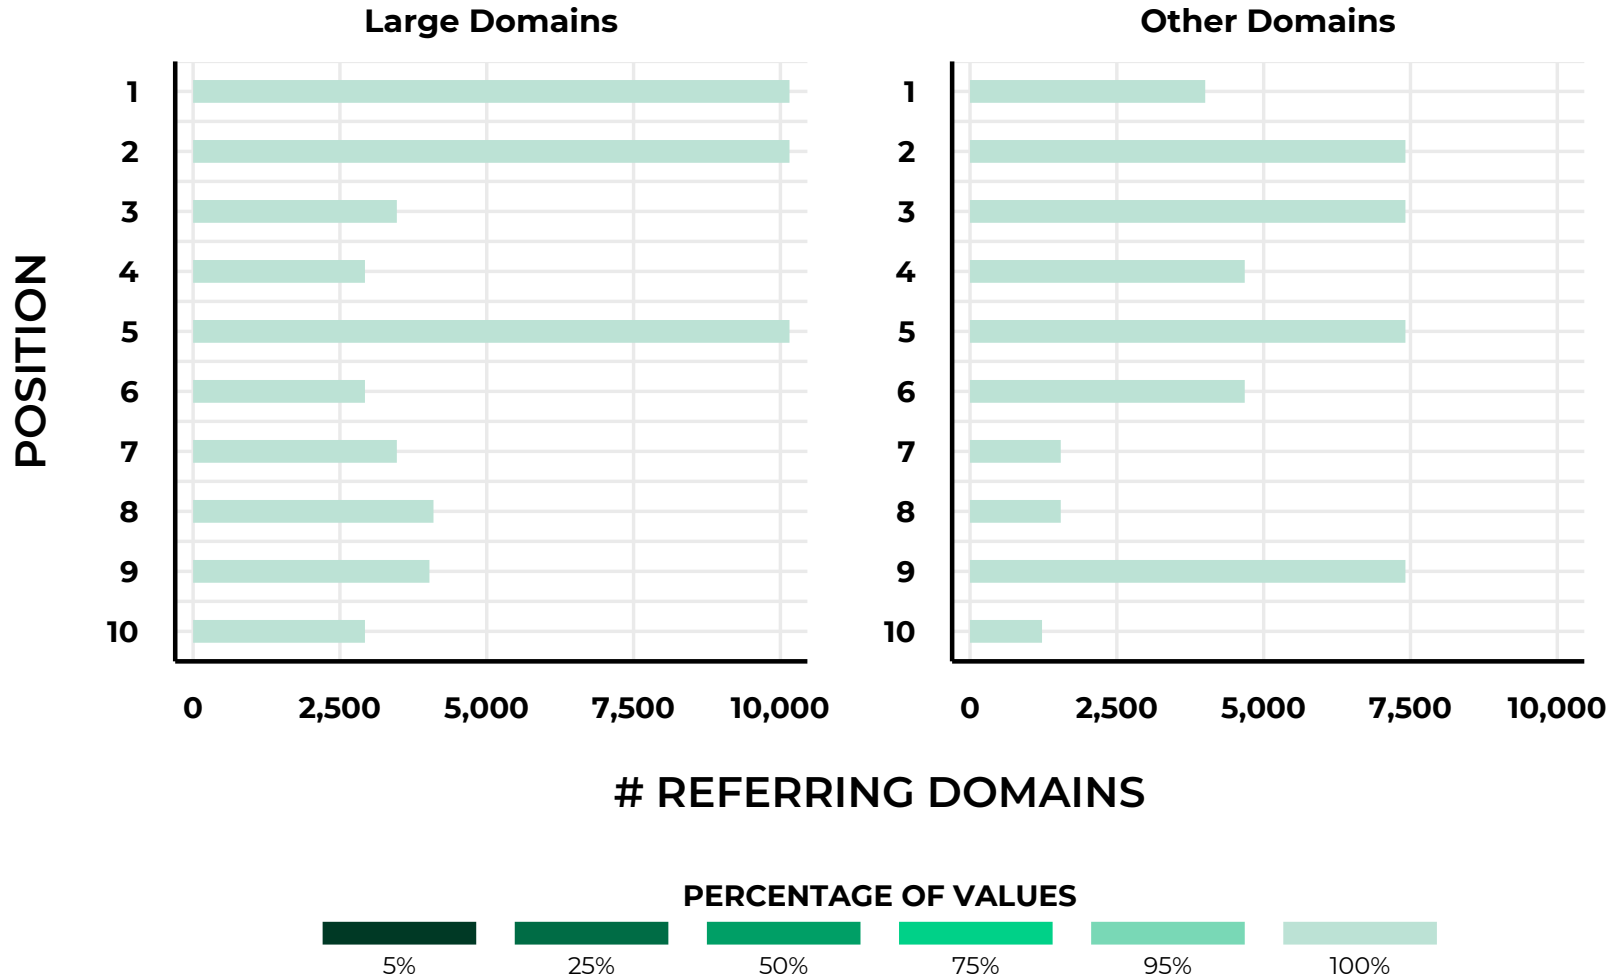 Large Domains
Other Domains
POSITION
1
2
3
4
5
6
7
8
9
10
0 2,500 5,000 7,500 10,000
1
2
3
4
5
6
7
8
9
10
0 2,500 5,000 7,500 10,000
# REFERRING DOMAINS
PERCENTAGE OF VALUES
5% 25% 50% 75% 95% 100%